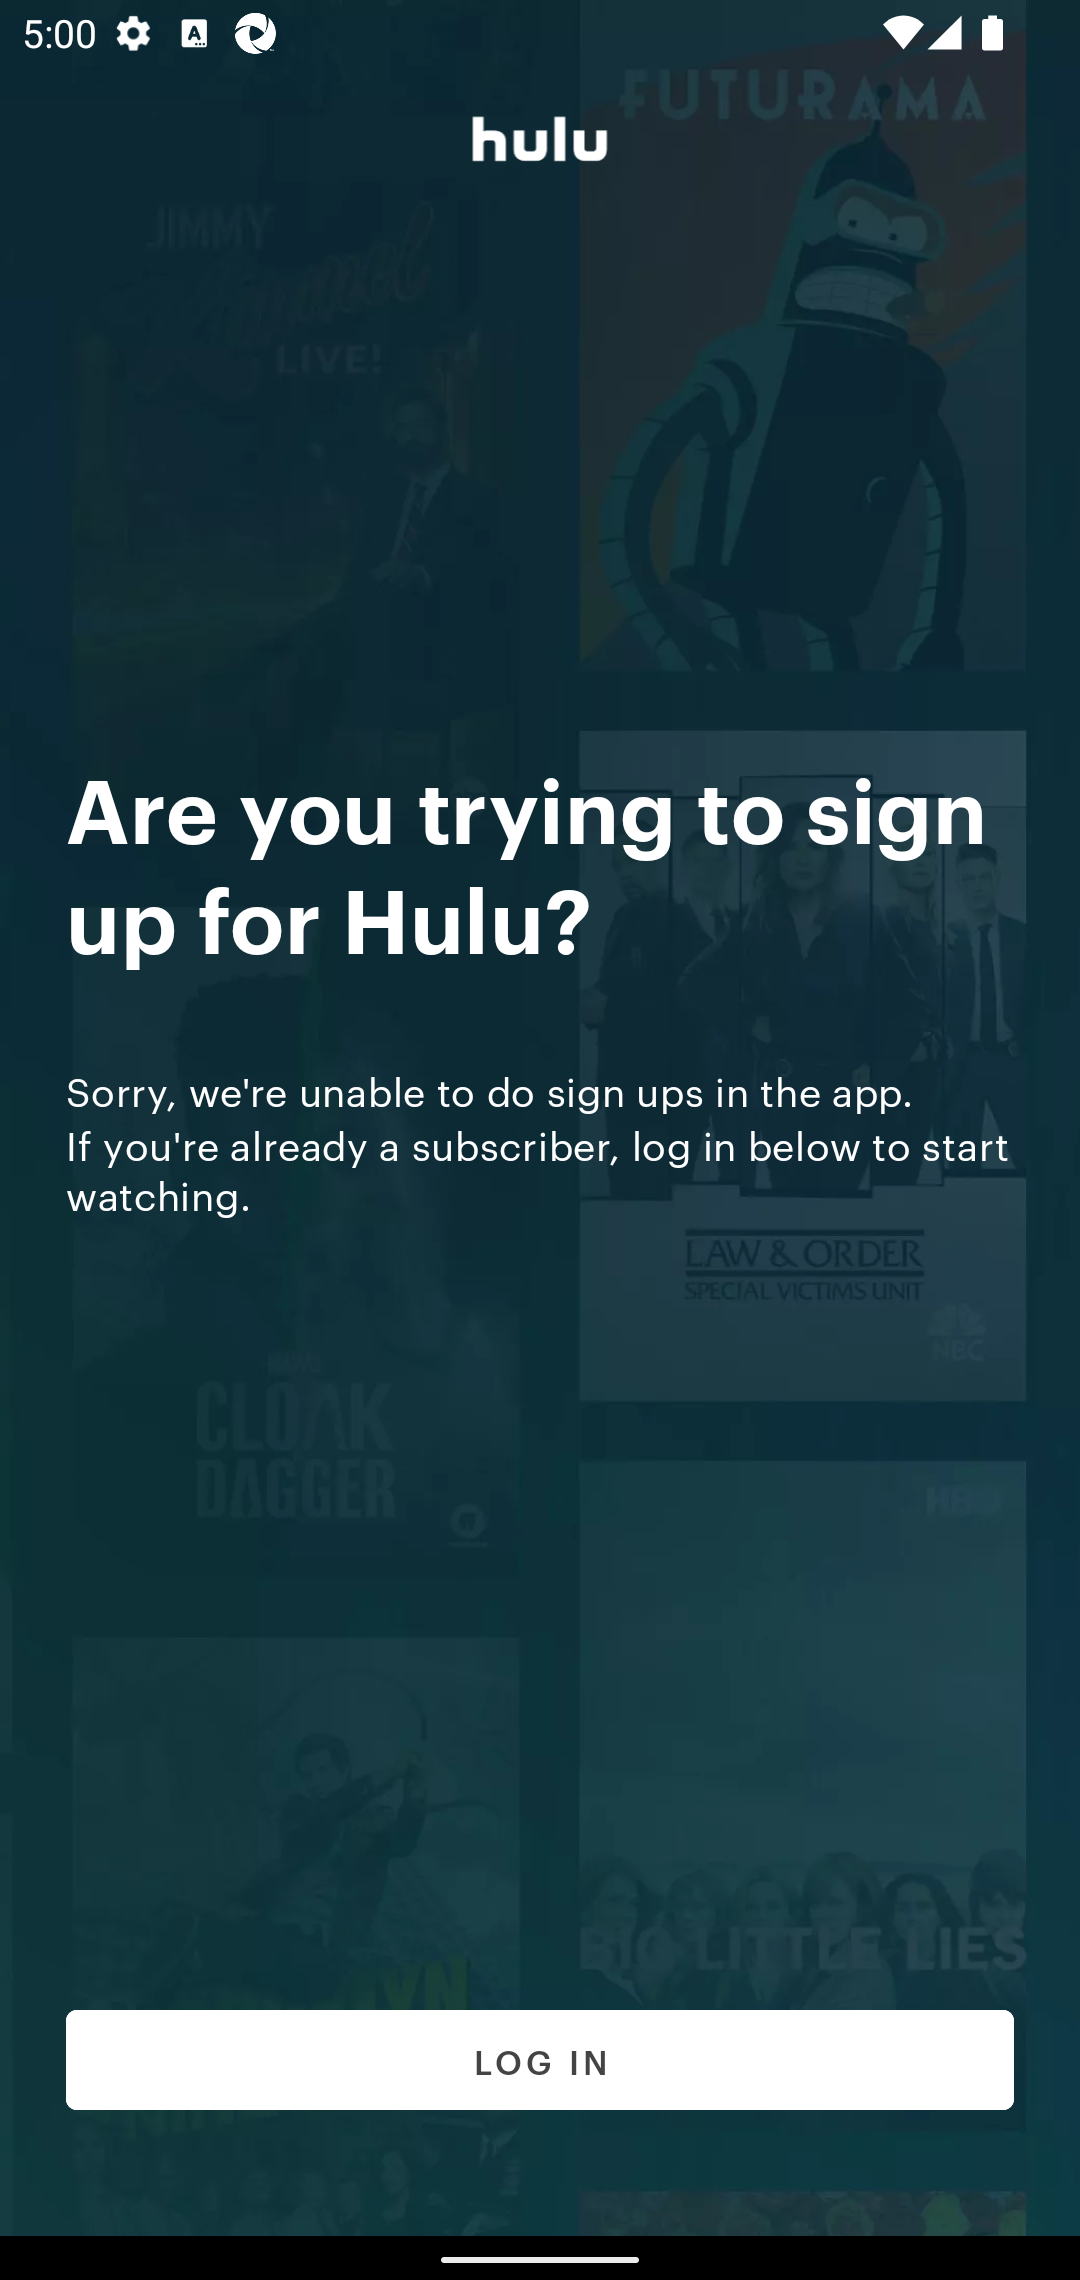 5:00
hulu
FUTURAMA
JIMMY
Kimmel
LIVE!
Are you trying to sign
up for Hulu?
Sorry, we're unable to do sign ups in the app.
If you're already a subscriber, log in below to start
watching.
LAW & ORDER
SPECIAL VICTIMS UNIT
NBC
MARVEL
CLOAK
DAGGER
HBO
BIG LITTLE LIES
LOG IN